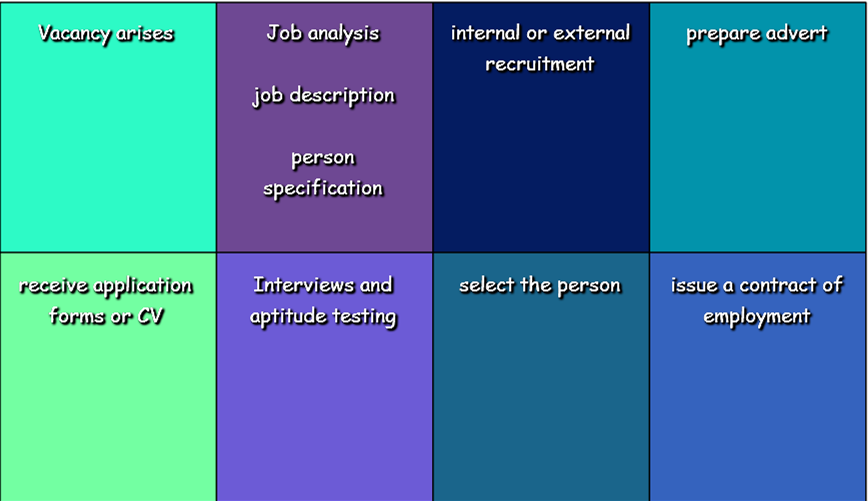 Vacancy arises
Job analysis
job description
person
specification
internal or external
recruitment
prepare advert
receive application
forms or CV
Interviews and
aptitude testing
select the person
issue a contract of
employment